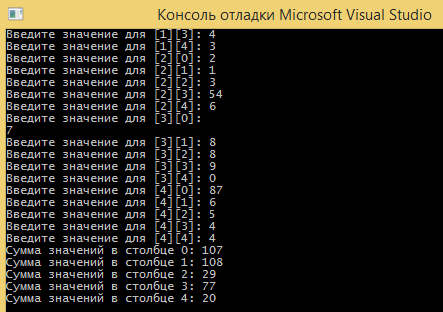 Консоль отладки Microsoft Visual Studio
Введите значение для [1][3]: 4
Введите значение для [1][4]: 3
Введите значение для [2][0]: 2
Введите значение для [2][1]: 1
Введите значение для [2][2]: 3
Введите значение для [2][3]: 54
Введите значение для [2][4]: 6
Введите значение для [3][0]:
7
Введите значение для [3][1]: 8
Введите значение для [3][2]: 8
Введите значение для [3][3]: 9
Введите значение для [3][4]: 0
Введите значение для [4][0]: 87
Введите значение для [4][1]: 6
Введите значение для [4][2]: 5
Введите значение для [4][3]: 4
Введите значение для [4][4]: 4
Сумма значений в столбце 0: 107
Сумма значений в столбце 1: 108
Сумма значений в столбце 2: 29
Сумма значений в столбце 3: 77
Сумма значений в столбце 4: 20